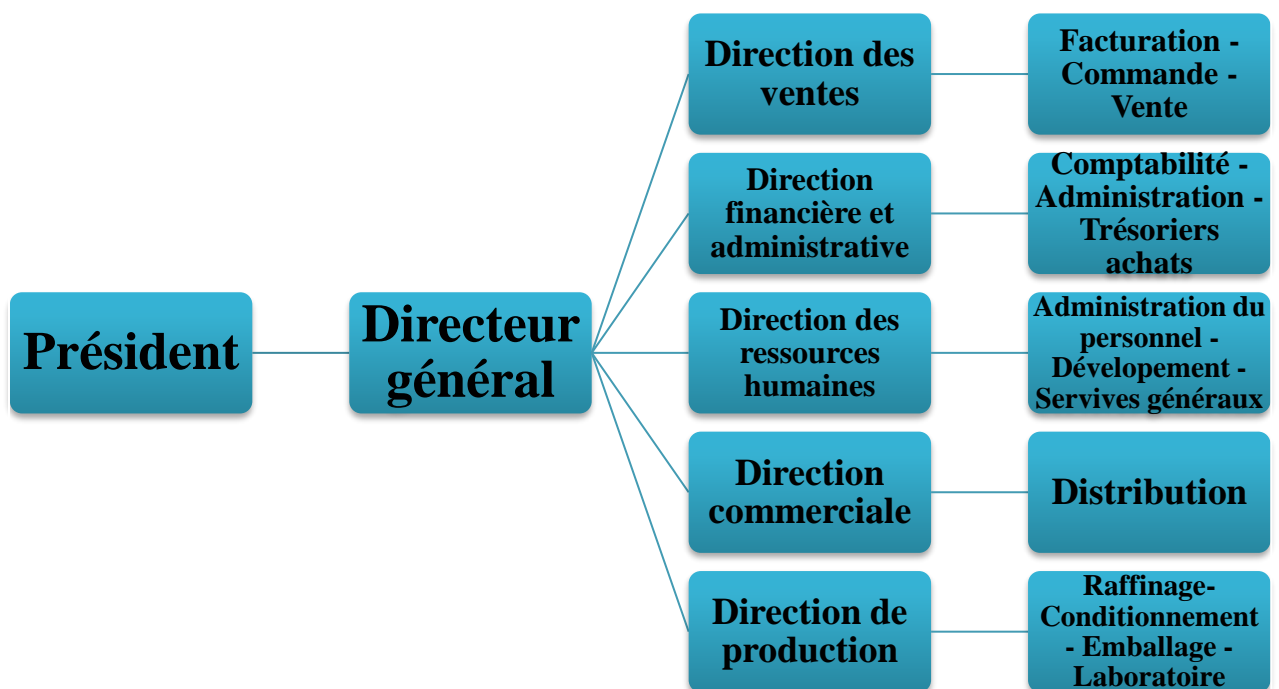 Président
Directeur
général
Direction des
ventes
Facturation -
Commande -
Vente
Direction
financière et
administrative
Comptabilité -
Administration -
Trésoriers
achats
Direction des
ressources
humaines
Administration du
personnel -
Dévelopement -
Servives généraux
Direction
commerciale
Distribution
Direction de
production
Raffinage-
Conditionnement
- Emballage -
Laboratoire